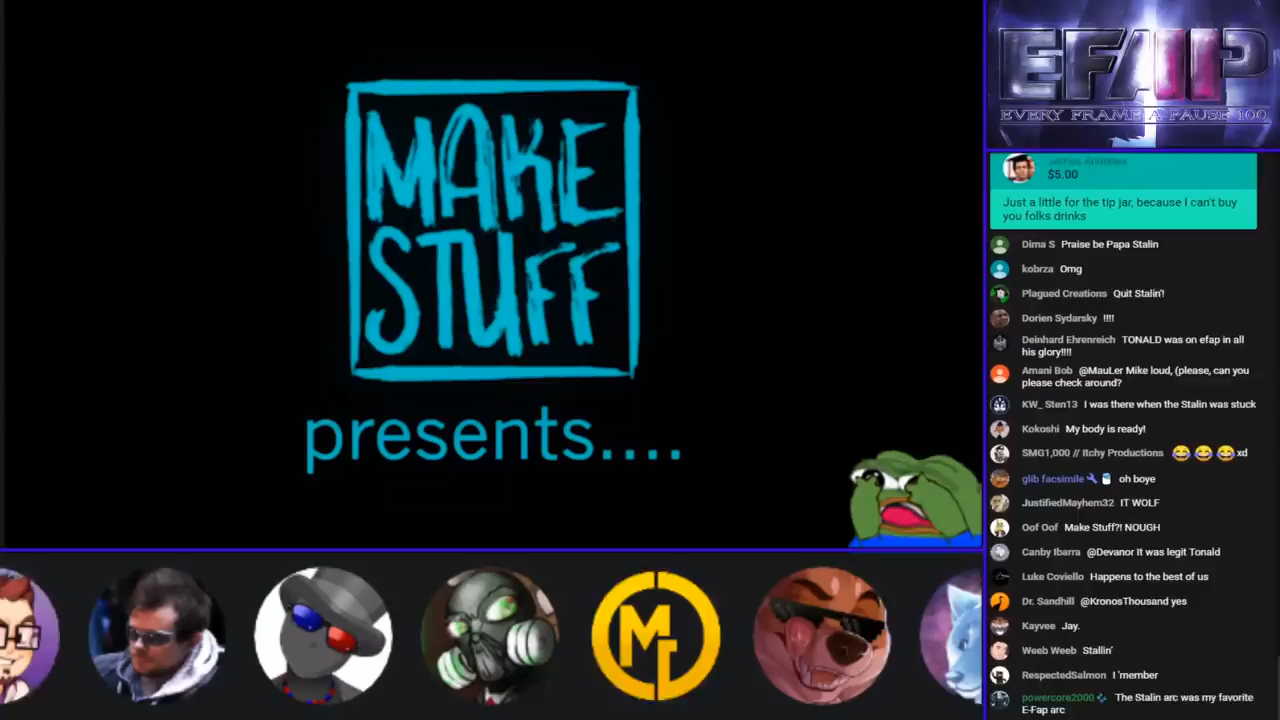 MAKE
STUFF
presents....
EFAP
EVERY FRAME A PAUSE 100
$5.00
Just a little for the tip jar, because I can't buy
you folks drinks
Dima S Praise be Papa Stalin
kobrza Omg
Plagued Creations Quit Stalin'!
Dorien Sydarsky !!!!
Deinhard Ehrenreich TONALD was on efap in all
his glory!!!!
Amani Bob @MauLer Mike loud, (please, can you
please check around?
KW_ Sten13 I was there when the Stalin was stuck
Kokoshi My body is ready!
SMG1,000 // Itchy Productions 😂😂😂xd
glib facsimile oh boye
JustifiedMayhem32 IT WOLF
Oof Oof Make Stuff?! NOUGH
Canby Ibarra @Devanor It was legit Tonald
Luke Coviello Happens to the best of us
Dr. Sandhill @KronosThousand yes
Kayvee Jay.
Weeb Weeb Stallin'
RespectedSalmon I 'member
powercore2000 The Stalin arc was my favorite
E-Fap arc